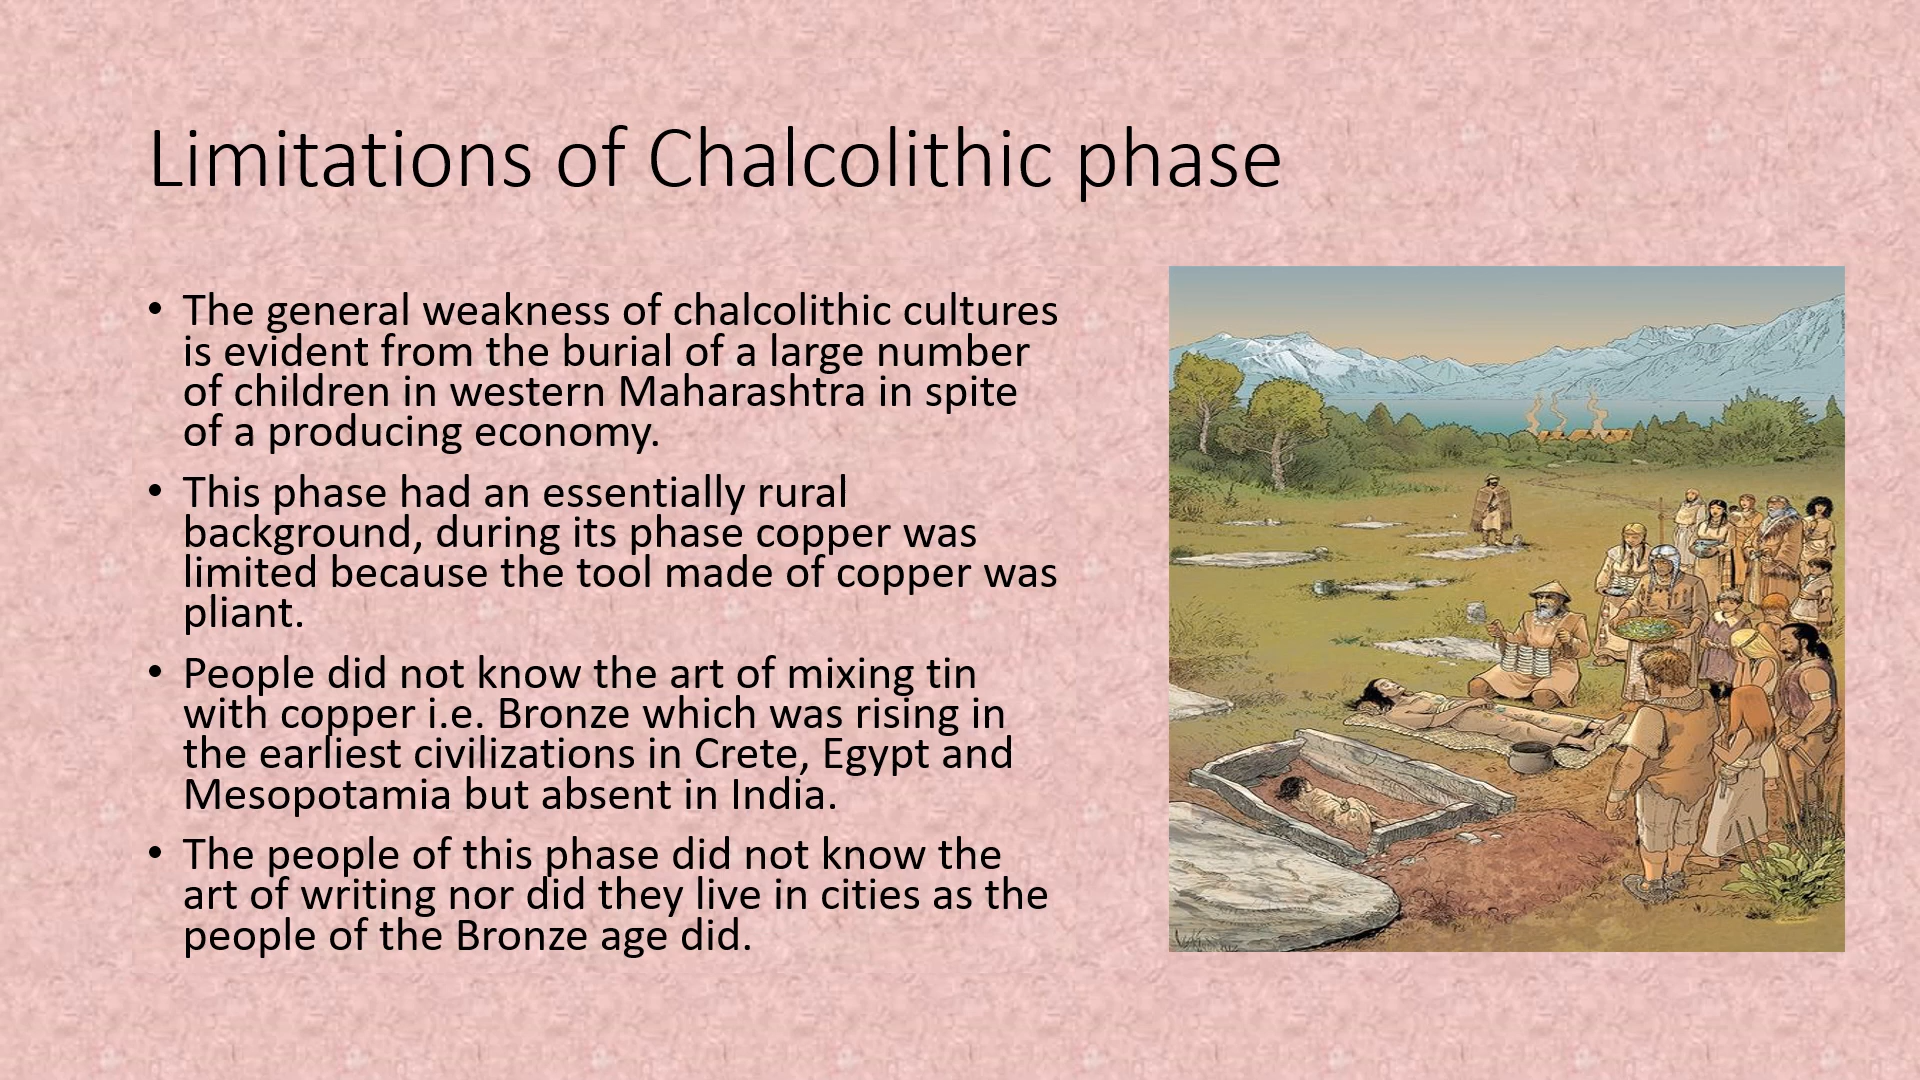 Limitations of Chalcolithic phase
• The general weakness of chalcolithic cultures
is evident from the burial of a large number
of children in western Maharashtra in spite
of a producing economy.
• This phase had an essentially rural
background, during its phase copper was
limited because the tool made of copper was
pliant.
• People did not know the art of mixing tin
with copper i.e. Bronze which was rising in
the earliest civilizations in Crete, Egypt and
Mesopotamia but absent in India.
• The people of this phase did not know the
art of writing nor did they live in cities as the
people of the Bronze age did.